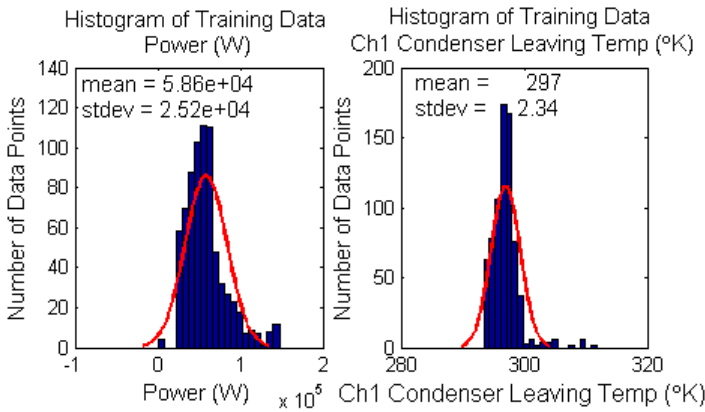 Histogram of Training Data
Power (W)
mean = 5.86e+04
stdev = 2.52e+04
Number of Data Points
140
120
100
80
60
40
20
0
-1
0
1
2
x 10^5
Power (W)
Histogram of Training Data
Ch1 Condenser Leaving Temp (°K)
mean = 297
stdev = 2.34
Number of Data Points
200
150
100
50
0
280
300
320
Ch1 Condenser Leaving Temp (°K)